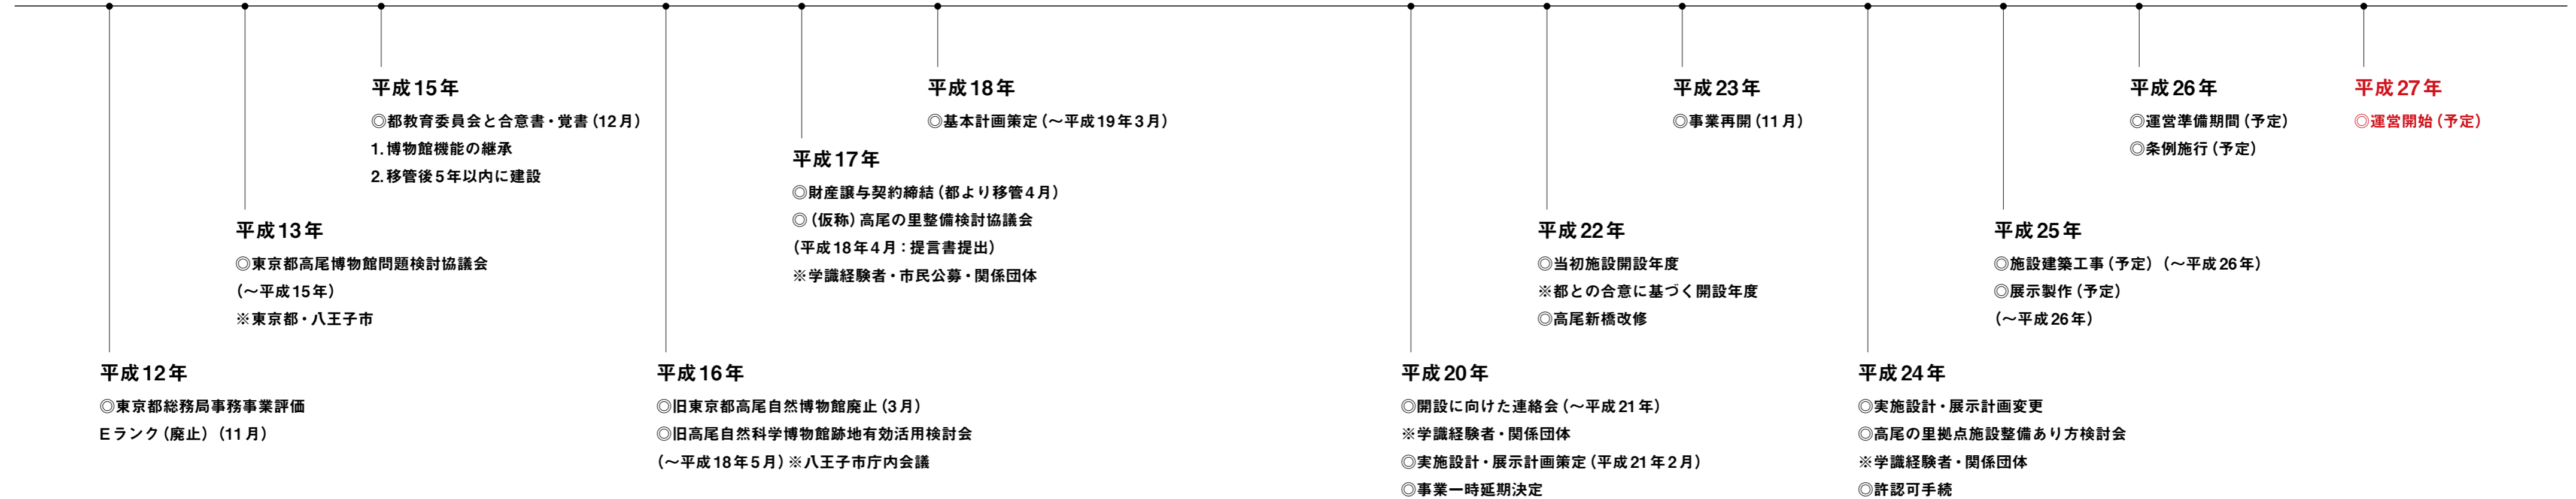 平成12年
◎東京都総務局事務事業評価
Eランク（廃止）（11月）
平成13年
◎東京都高尾博物館問題検討協議会
（～平成15年）
※東京都・八王子市
平成15年
◎都教育委員会と合意書・覚書（12月）
1.博物館機能の継承
2.移管後5年以内に建設
平成16年
◎旧東京都高尾自然博物館廃止（3月）
◎旧高尾自然科学博物館跡地有効活用検討会
（～平成18年5月）※八王子市庁内会議
平成17年
◎財産譲与契約締結（都より移管4月）
◎（仮称）高尾の里整備検討協議会
（平成18年4月：提言書提出）
※学識経験者・市民公募・関係団体
平成18年
◎基本計画策定（～平成19年3月）
平成20年
◎開設に向けた連絡会（～平成21年）
※学識経験者・関係団体
◎実施設計・展示計画策定（平成21年2月）
◎事業一時延期決定
平成22年
◎当初施設開設年度
※都との合意に基づく開設年度
◎高尾新橋改修
平成23年
◎事業再開（11月）
平成24年
◎実施設計・展示計画変更
◎高尾の里拠点施設整備あり方検討会
※学識経験者・関係団体
◎許認可手続
平成25年
◎施設建築工事（予定）（～平成26年）
◎展示製作（予定）
（～平成26年）
平成26年
◎運営準備期間（予定）
◎条例施行（予定）
平成27年
◎運営開始（予定）